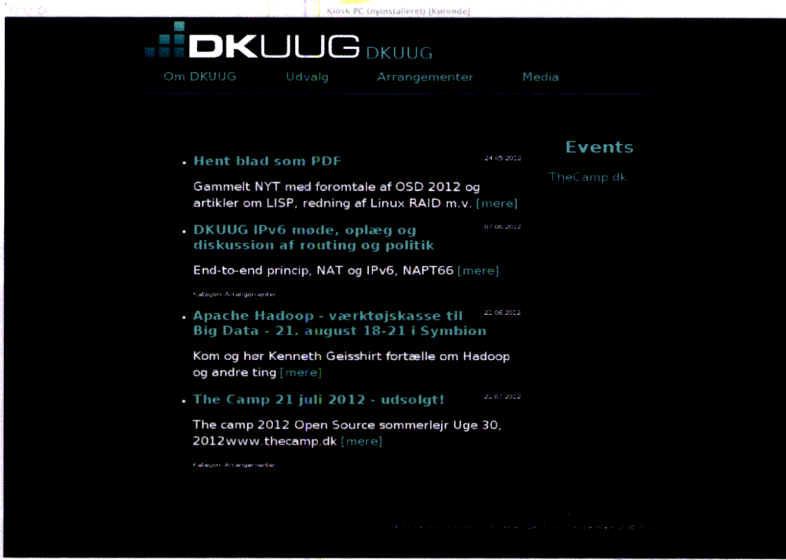 Kiosk PC (nyinstalleret) [Kørende]
DKUUG DKUUG
Om DKUUG Udvalg Arrangementer Media
Events
TheCamp.dk
Hent blad som PDF 24.05.2012
Gammelt NYT med foromtale af OSD 2012 og
artikler om LISP, redning af Linux RAID m.v. [mere]
DKUUG IPv6 møde, oplæg og 07.06.2012
diskussion af routing og politik
End-to-end princip, NAT og IPv6, NAPT66 [mere]
Kategori: Arrangementer
Apache Hadoop - værktøjskasse til 21.06.2012
Big Data - 21. august 18-21 i Symbion
Kom og hør Kenneth Geisshirt fortælle om Hadoop
og andre ting [mere]
The Camp 21 juli 2012 - udsolgt! 21.07.2012
The camp 2012 Open Source sommerlejr Uge 30,
2012www.thecamp.dk [mere]
Kategori: Arrangementer